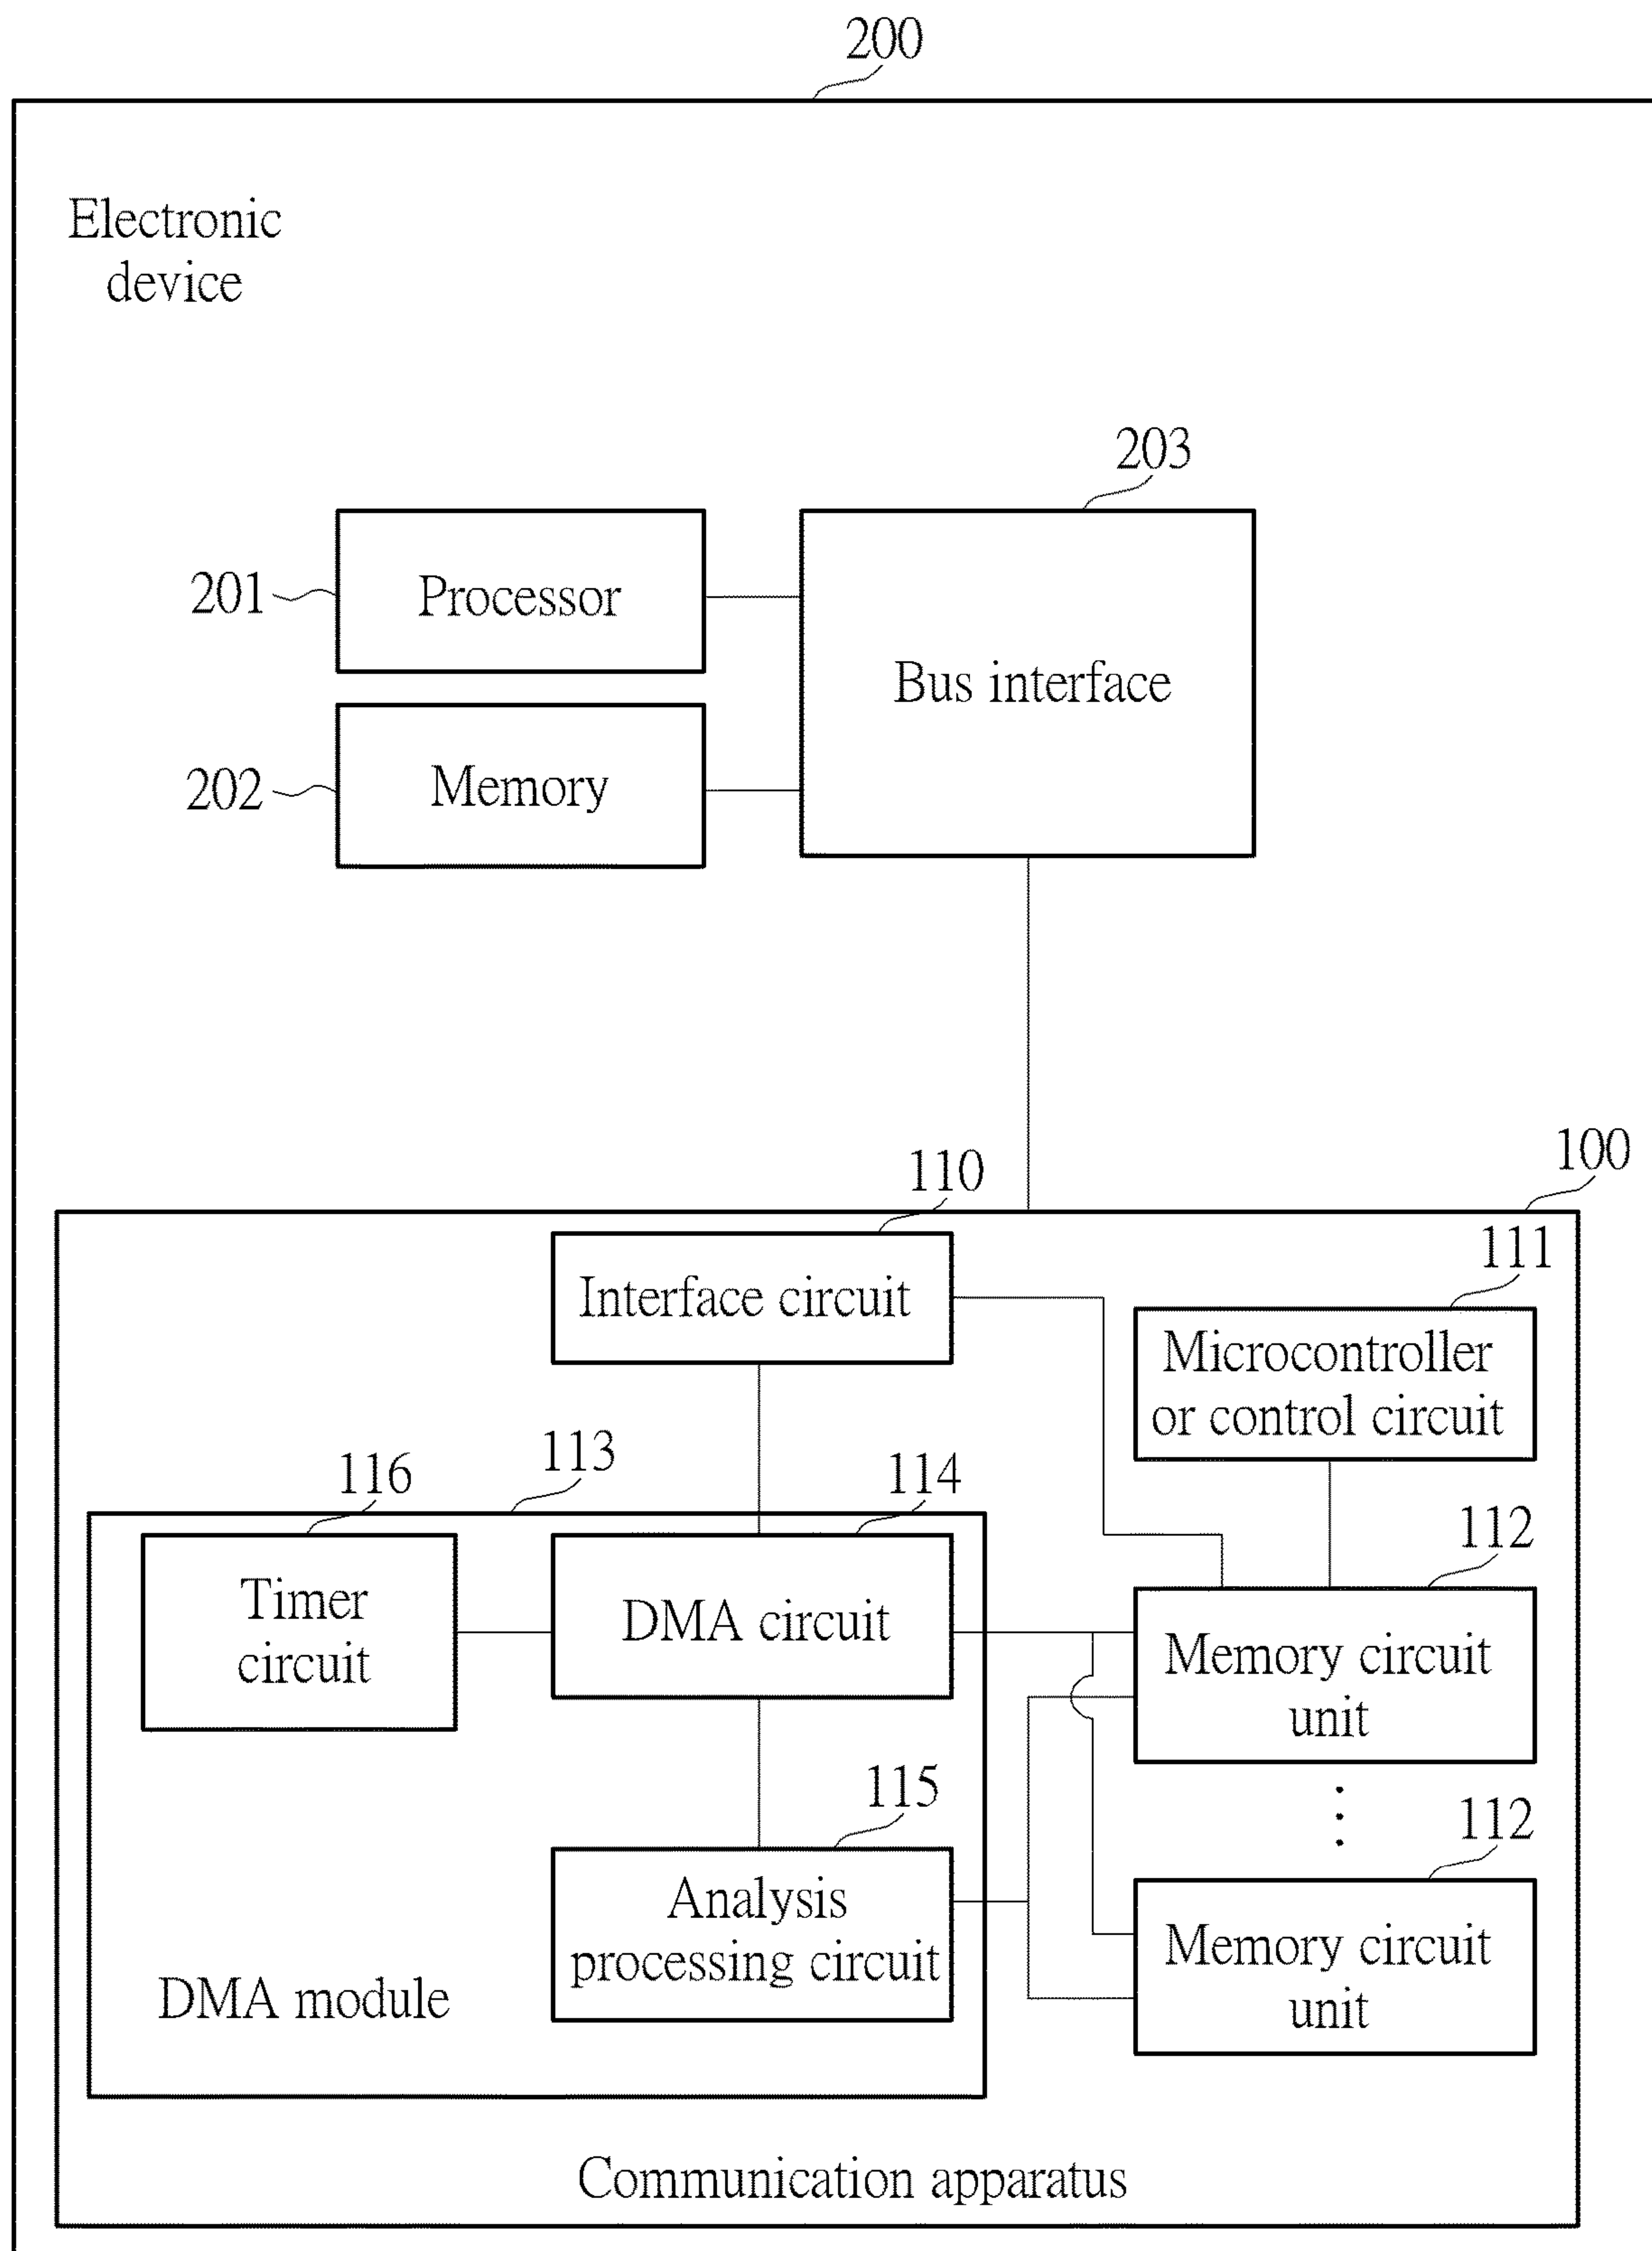 200
Electronic
device
203
201
Processor
Bus interface
202
Memory
100
110
111
Interface circuit
Microcontroller
or control circuit
113
116
114
112
Timer
circuit
DMA circuit
Memory circuit
unit
115
112
Analysis
processing circuit
Memory circuit
unit
DMA module
Communication apparatus